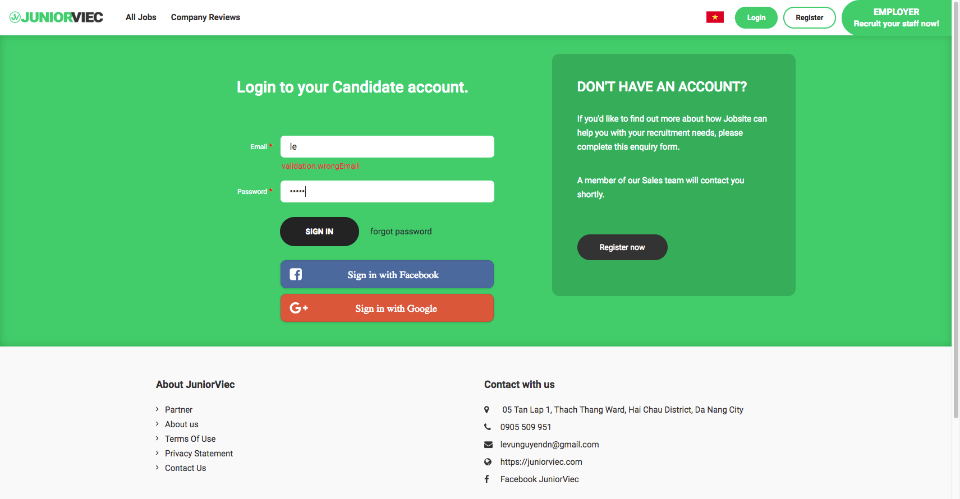 JUNIORVIEC
All Jobs
Company Reviews
Login
Register
EMPLOYER
Recruit your staff now!
Login to your Candidate account.
Email *
le
validation.wrongEmail
Password *
•••••
SIGN IN
forgot password
Sign in with Facebook
G+ Sign in with Google
DON'T HAVE AN ACCOUNT?
If you'd like to find out more about how Jobsite can
help you with your recruitment needs, please
complete this enquiry form.
A member of our Sales team will contact you
shortly.
Register now
About JuniorViec
Partner
About us
Terms Of Use
Privacy Statement
Contact Us
Contact with us
05 Tan Lap 1, Thach Thang Ward, Hai Chau District, Da Nang City
0905 509 951
levunguyendn@gmail.com
https://juniorviec.com
Facebook JuniorViec